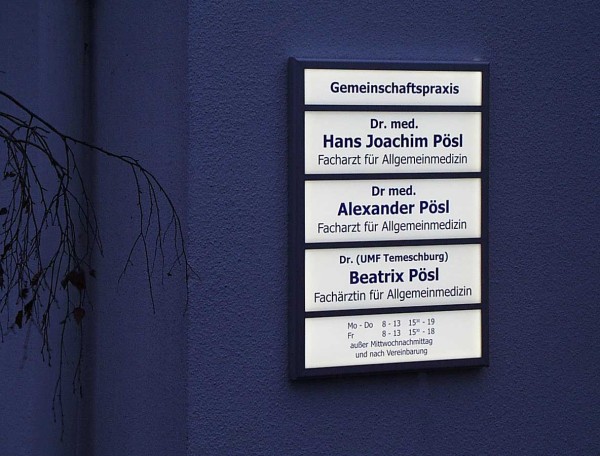 Gemeinschaftspraxis
Dr. med.
Hans Joachim Pösl
Facharzt für Allgemeinmedizin
Dr med.
Alexander Pösl
Facharzt für Allgemeinmedizin
Dr. (UMF Temeschburg)
Beatrix Pösl
Fachärztin für Allgemeinmedizin
Mo - Do 8 - 13 15³⁰ - 19
Fr 8 - 13 15³⁰ - 18
außer Mittwochnachmittag
und nach Vereinbarung